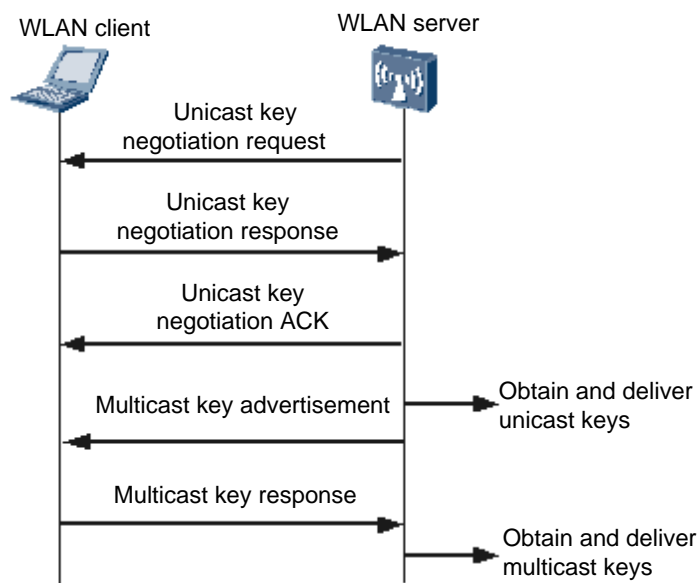 WLAN client
WLAN server
Unicast key
negotiation request
Unicast key
negotiation response
Unicast key
negotiation ACK
Multicast key advertisement
Obtain and deliver
unicast keys
Multicast key response
Obtain and deliver
multicast keys